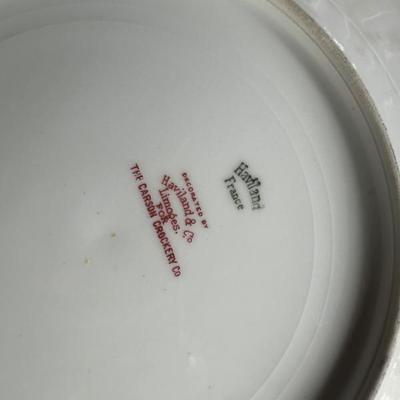 Haviland
France
DECORATED BY
Haviland & Co
Limoges.
FOR
THE CARSON CROCKERY CO